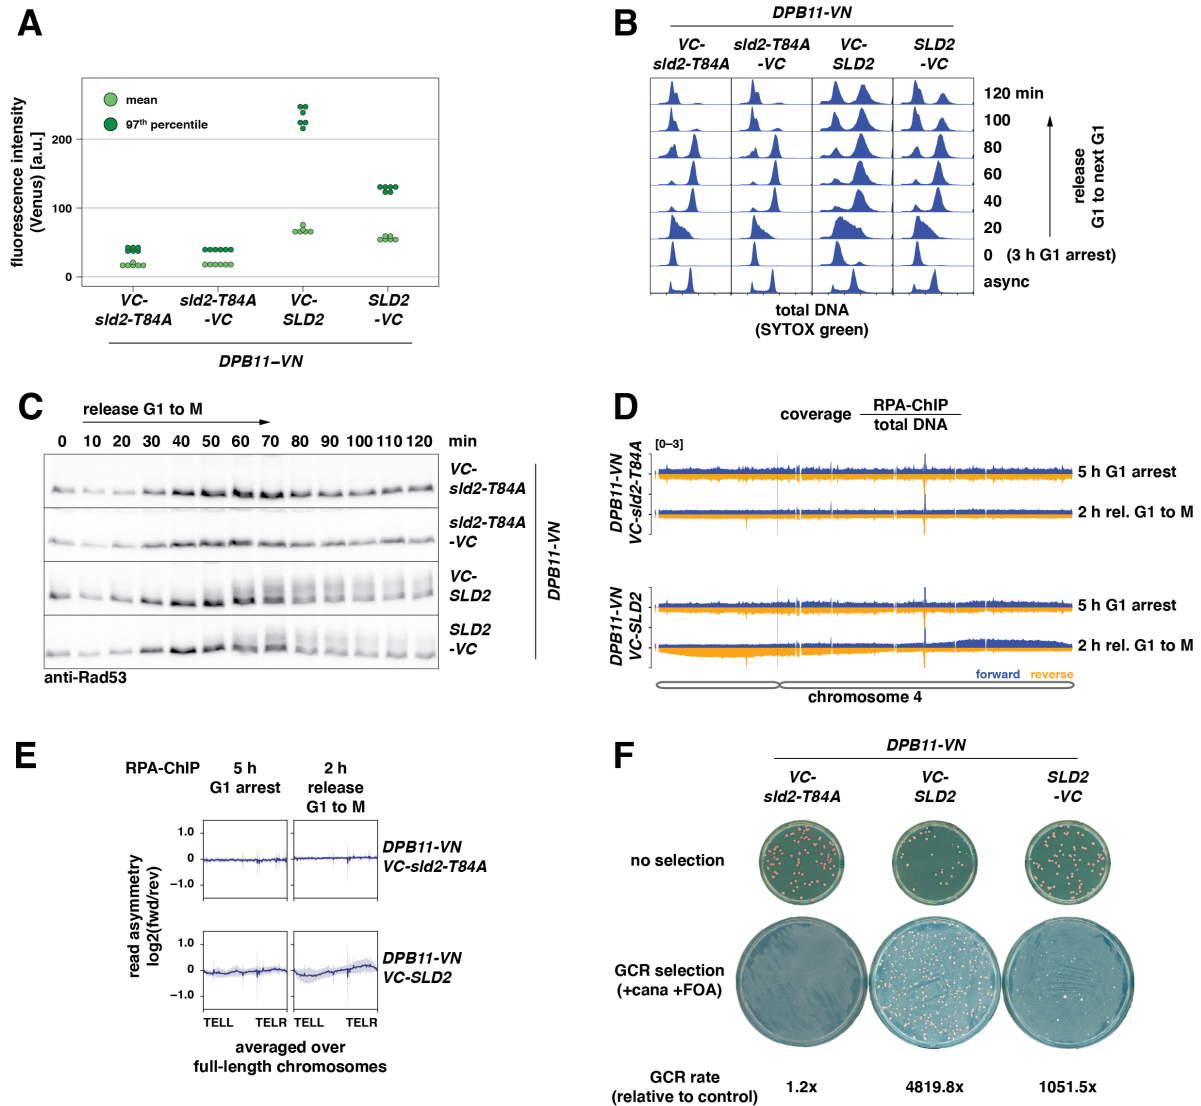 A
fluorescence intensity
(Venus) [a.u.]
mean
97th percentile
200
100
0
VC-
sld2-T84A
sld2-T84A
-VC
VC-
SLD2
SLD2
-VC
DPB11–VN
B
DPB11-VN
VC-
sld2-T84A
sld2-T84A
-VC
VC-
SLD2
SLD2
-VC
120 min
100
80
60
40
20
0 (3 h G1 arrest)
async
release
G1 to next G1
total DNA
(SYTOX green)
C
release G1 to M
0 10 20 30 40 50 60 70 80 90 100 110 120 min
VC-
sld2-T84A
sld2-T84A
-VC
VC-
SLD2
SLD2
-VC
DPB11-VN
anti-Rad53
D
coverage RPA-ChIP
total DNA
[0–3]
DPB11-VN
VC-sld2-T84A
5 h G1 arrest
2 h rel. G1 to M
DPB11-VN
VC-SLD2
5 h G1 arrest
2 h rel. G1 to M
forward reverse
chromosome 4
E
RPA-ChIP
5 h
G1 arrest
2 h
release
G1 to M
read asymmetry
log2(fwd/rev)
1.0
0
−1.0
DPB11-VN
VC-sld2-T84A
1.0
0
−1.0
DPB11-VN
VC-SLD2
TELL TELR TELL TELR
averaged over
full-length chromosomes
F
DPB11-VN
VC-
sld2-T84A
VC-
SLD2
SLD2
-VC
no selection
GCR selection
(+cana +FOA)
GCR rate
(relative to control)
1.2x
4819.8x
1051.5x